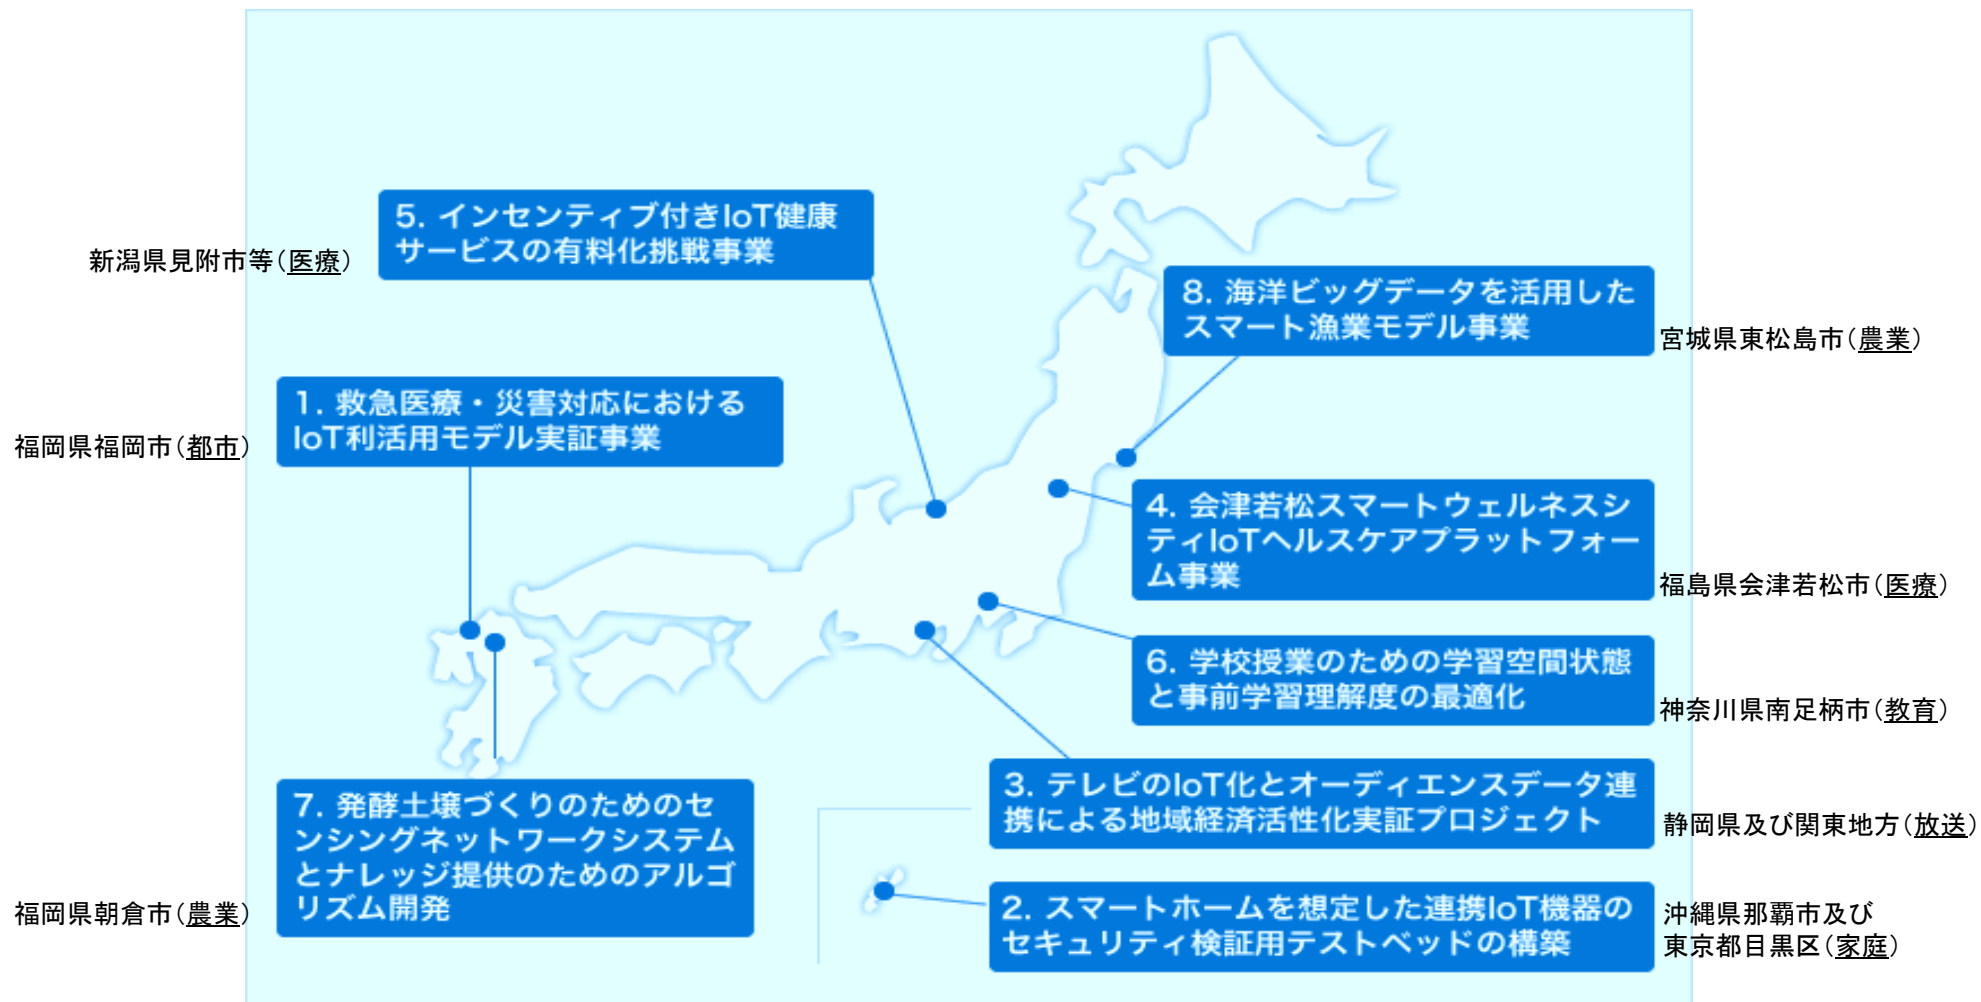 5. インセンティブ付きIoT健康
サービスの有料化挑戦事業
新潟県見附市等(医療)
8. 海洋ビッグデータを活用した
スマート漁業モデル事業
宮城県東松島市(農業)
1. 救急医療・災害対応における
IoT利活用モデル実証事業
福岡県福岡市(都市)
4. 会津若松スマートウェルネスシ
ティIoTヘルスケアプラットフォー
ム事業
福島県会津若松市(医療)
6. 学校授業のための学習空間状態
と事前学習理解度の最適化
神奈川県南足柄市(教育)
3. テレビのIoT化とオーディエンスデータ連
携による地域経済活性化実証プロジェクト
静岡県及び関東地方(放送)
7. 発酵土壌づくりのためのセ
ンシングネットワークシステム
とナレッジ提供のためのアルゴ
リズム開発
福岡県朝倉市(農業)
2. スマートホームを想定した連携IoT機器の
セキュリティ検証用テストベッドの構築
沖縄県那覇市及び
東京都目黒区(家庭)